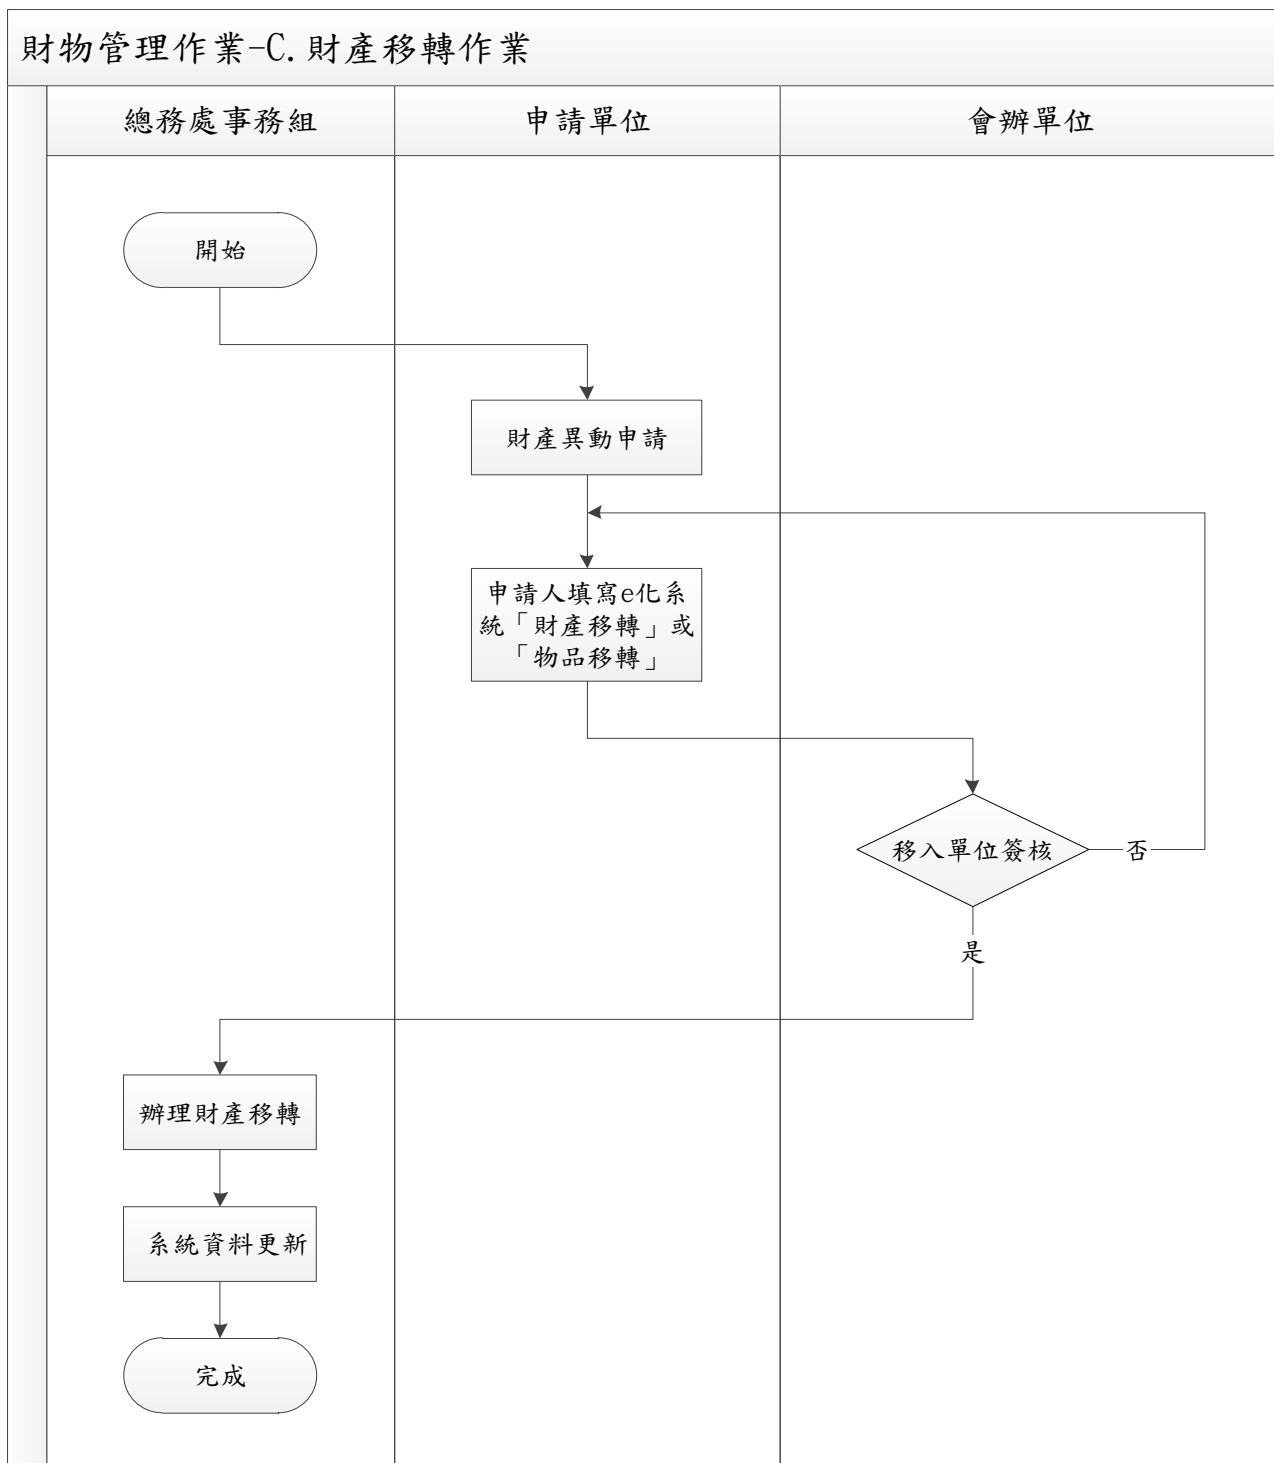 財物管理作業-C.財產移轉作業
總務處事務組
申請單位
會辦單位
開始
財產異動申請
申請人填寫e化系
統「財產移轉」或
「物品移轉」
移入單位簽核
否
是
辦理財產移轉
系統資料更新
完成